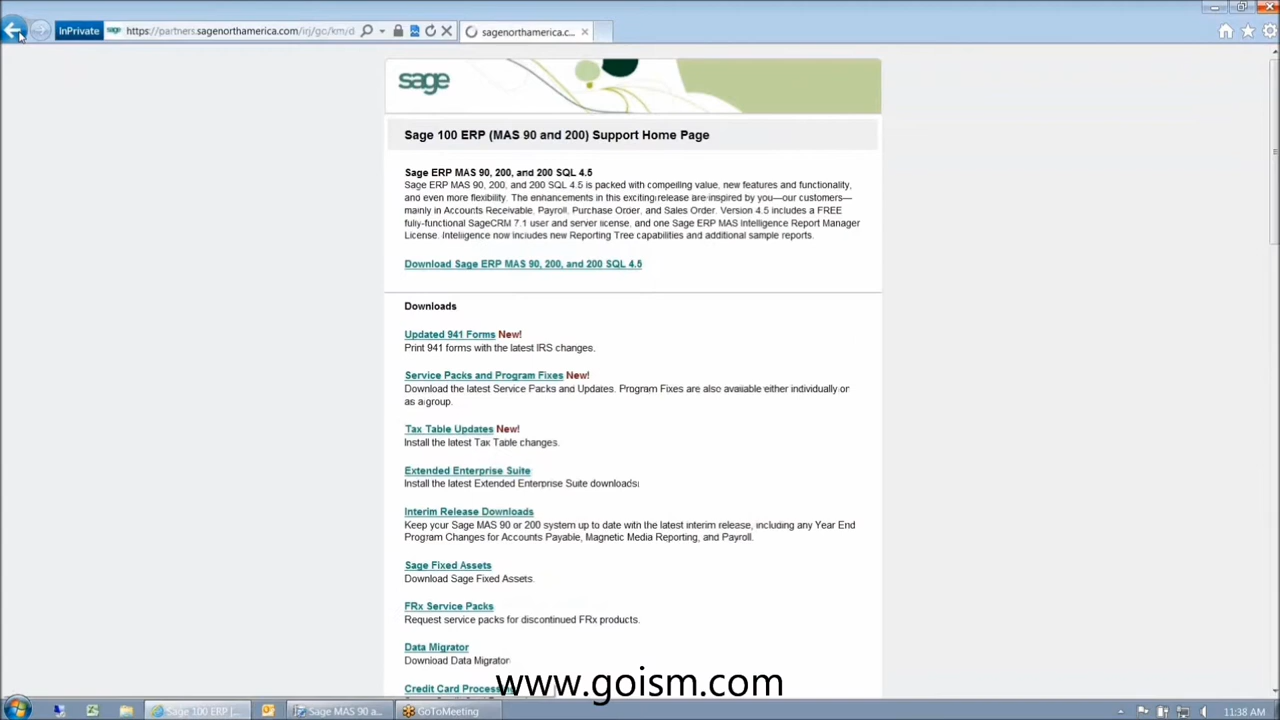 InPrivate
https://partners.sagenorthamerica.com/irj/go/km/d
sagenorthamerica.c...
sage
Sage 100 ERP (MAS 90 and 200) Support Home Page
Sage ERP MAS 90, 200, and 200 SQL 4.5
Sage ERP MAS 90, 200, and 200 SQL 4.5 is packed with compelling value, new features and functionality,
and even more flexibility. The enhancements in this exciting release are inspired by you—our customers—
mainly in Accounts Receivable, Payroll, Purchase Order, and Sales Order. Version 4.5 includes a FREE
fully-functional SageCRM 7.1 user and server license, and one Sage ERP MAS Intelligence Report Manager
License. Intelligence now includes new Reporting Tree capabilities and additional sample reports.
Download Sage ERP MAS 90, 200, and 200 SQL 4.5
Downloads
Updated 941 Forms New!
Print 941 forms with the latest IRS changes.
Service Packs and Program Fixes New!
Download the latest Service Packs and Updates. Program Fixes are also available either individually or
as a group.
Tax Table Updates New!
Install the latest Tax Table changes.
Extended Enterprise Suite
Install the latest Extended Enterprise Suite downloads.
Interim Release Downloads
Keep your Sage MAS 90 or 200 system up to date with the latest interim release, including any Year End
Program Changes for Accounts Payable, Magnetic Media Reporting, and Payroll.
Sage Fixed Assets
Download Sage Fixed Assets.
FRx Service Packs
Request service packs for discontinued FRx products.
Data Migrator
Download Data Migrator
Credit Card Process
www.goism.com
Sage 100 ERP (...
Sage MAS 90 a...
GoToMeeting
11:38 AM